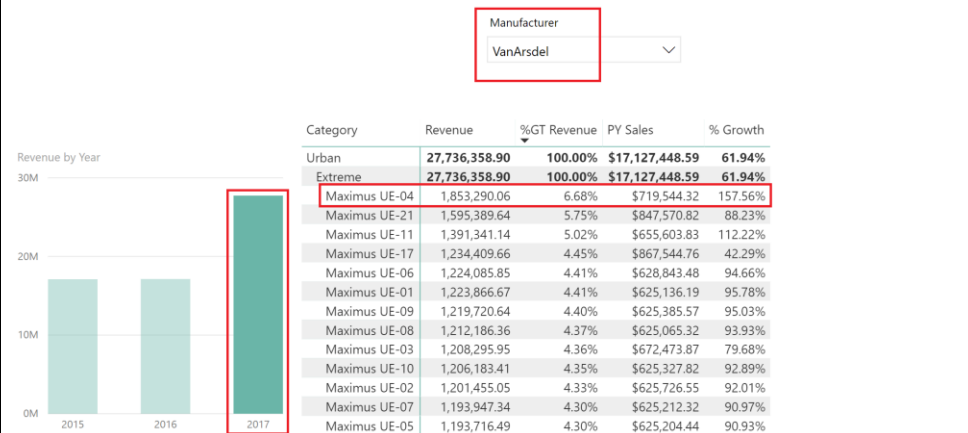 Manufacturer
VanArsdel
Category Revenue %GT Revenue PY Sales % Growth
Urban 27,736,358.90 100.00% $17,127,448.59 61.94%
Extreme 27,736,358.90 100.00% $17,127,448.59 61.94%
Maximus UE-04 1,853,290.06 6.68% $719,544.32 157.56%
Maximus UE-21 1,595,389.64 5.75% $847,570.82 88.23%
Maximus UE-11 1,391,341.14 5.02% $655,603.83 112.22%
Maximus UE-17 1,234,409.66 4.45% $867,544.76 42.29%
Maximus UE-06 1,224,085.85 4.41% $628,843.48 94.66%
Maximus UE-01 1,223,866.67 4.41% $625,136.19 95.78%
Maximus UE-09 1,219,720.64 4.40% $625,385.57 95.03%
Maximus UE-08 1,212,186.36 4.37% $625,065.32 93.93%
Maximus UE-03 1,208,295.95 4.36% $672,473.87 79.68%
Maximus UE-10 1,206,183.41 4.35% $625,327.82 92.89%
Maximus UE-02 1,201,455.05 4.33% $625,726.55 92.01%
Maximus UE-07 1,193,947.34 4.30% $625,212.32 90.97%
Maximus UE-05 1,193,716.49 4.30% $625,204.44 90.93%
Revenue by Year
30M
20M
10M
0M
2015 2016 2017